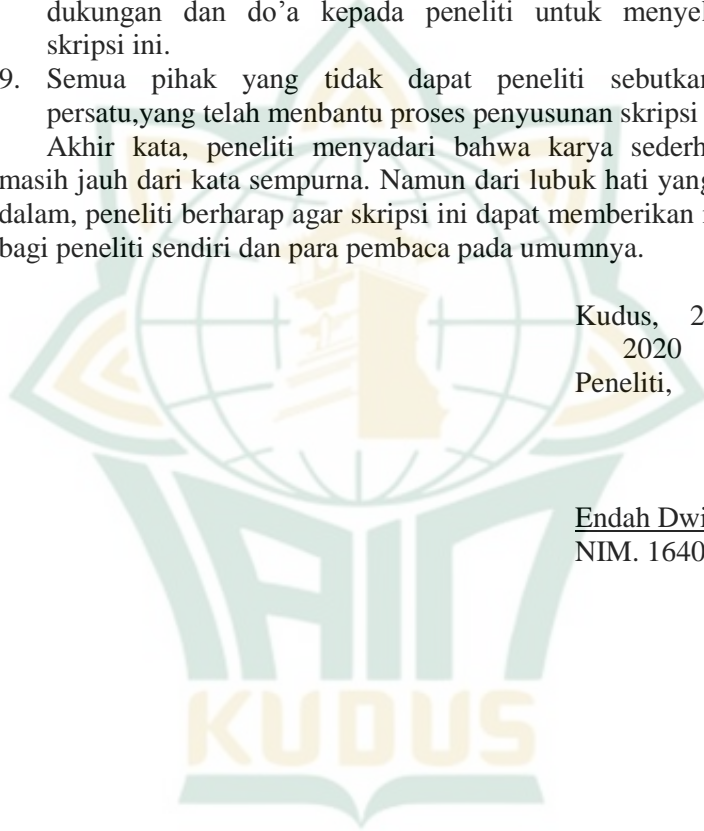 dukungan dan do’a kepada peneliti untuk
skripsi ini.
9. Semua pihak yang tidak dapat peneliti
persatu,yang telah menbantu proses penyusunan skripsi
Akhir kata, peneliti menyadari bahwa karya
masih jauh dari kata sempurna. Namun dari lubuk hati yang
dalam, peneliti berharap agar skripsi ini dapat memberikan
bagi peneliti sendiri dan para pembaca pada umumnya.
Kudus, 2
2020
Peneliti,
Endah Dwi
NIM. 1640
IAIN
KUDUS